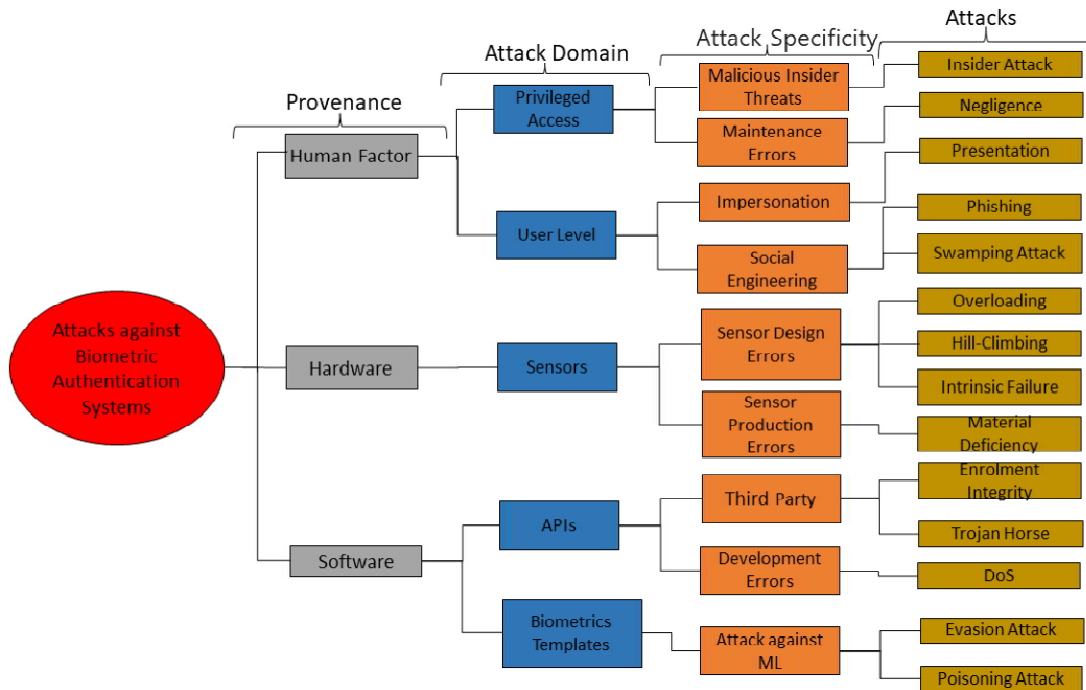 Attacks
Attack Specificity
Attack Domain
Provenance
Attacks against
Biometric
Authentication
Systems
Human Factor
Hardware
Software
Privileged
Access
User Level
Sensors
APIs
Biometrics
Templates
Malicious Insider
Threats
Maintenance
Errors
Impersonation
Social
Engineering
Sensor Design
Errors
Sensor
Production
Errors
Third Party
Development
Errors
Attack against
ML
Insider Attack
Negligence
Presentation
Phishing
Swamping Attack
Overloading
Hill-Climbing
Intrinsic Failure
Material
Deficiency
Enrolment
Integrity
Trojan Horse
DoS
Evasion Attack
Poisoning Attack